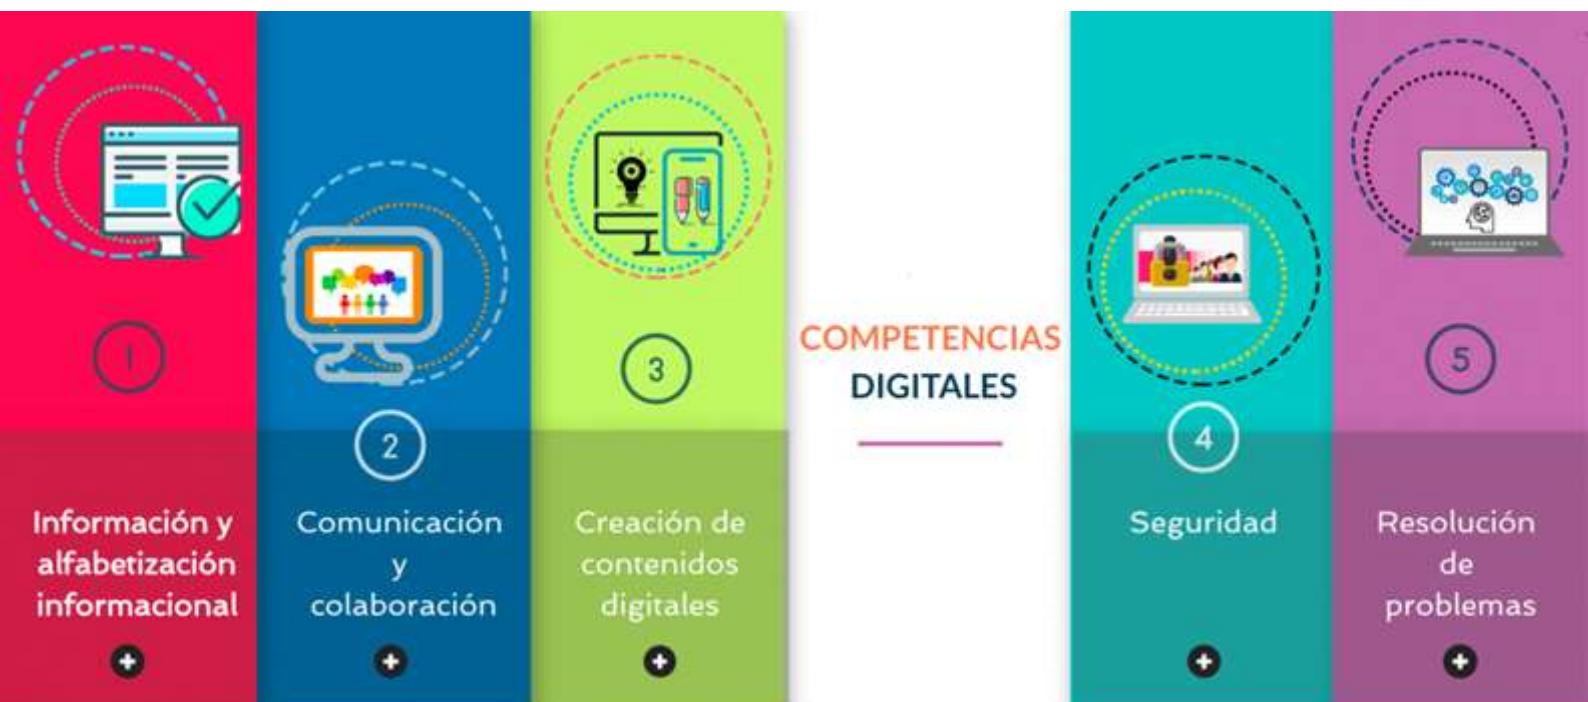 1
Información y
alfabetización
informacional
2
Comunicación
y
colaboración
3
Creación de
contenidos
digitales
COMPETENCIAS
DIGITALES
4
Seguridad
5
Resolución
de
problemas